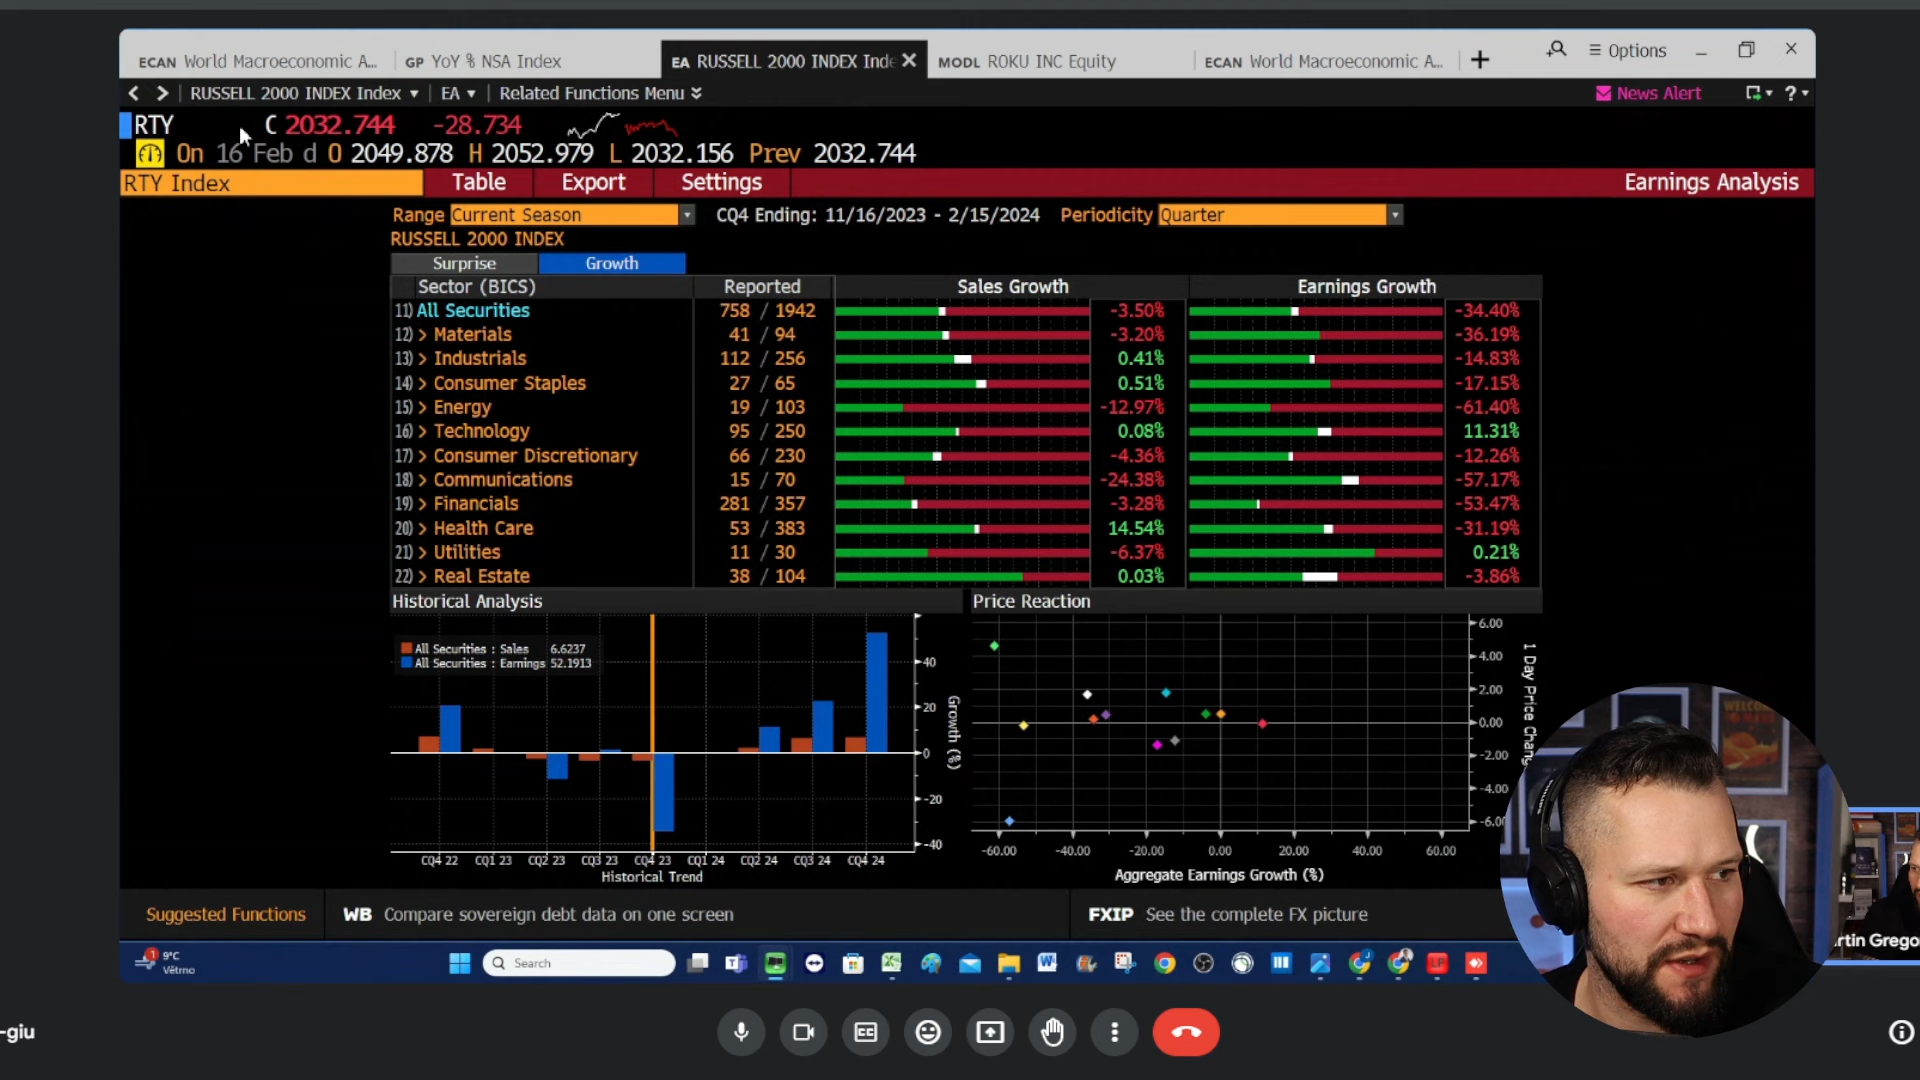 ECAN World Macroeconomic A...
GP YoY % NSA Index
EA RUSSELL 2000 INDEX Inde
MODL ROKU INC Equity
ECAN World Macroeconomic A...
Options
RUSSELL 2000 INDEX Index
EA
Related Functions Menu
News Alert
RTY C 2032.744 -28.734
On 16 Feb d O 2049.878 H 2052.979 L 2032.156 Prev 2032.744
RTY Index
Table
Export
Settings
Earnings Analysis
Range Current Season CQ4 Ending: 11/16/2023 - 2/15/2024 Periodicity Quarter
RUSSELL 2000 INDEX
Surprise Growth
Sector (BICS) Reported Sales Growth Earnings Growth
11) All Securities 758 / 1942 -3.50% -34.40%
12) > Materials 41 / 94 -3.20% -36.19%
13) > Industrials 112 / 256 0.41% -14.83%
14) > Consumer Staples 27 / 65 0.51% -17.15%
15) > Energy 19 / 103 -12.97% -61.40%
16) > Technology 95 / 250 0.08% 11.31%
17) > Consumer Discretionary 66 / 230 -4.36% -12.26%
18) > Communications 15 / 70 -24.38% -57.17%
19) > Financials 281 / 357 -3.28% -53.47%
20) > Health Care 53 / 383 14.54% -31.19%
21) > Utilities 11 / 30 -6.37% 0.21%
22) > Real Estate 38 / 104 0.03% -3.86%
Historical Analysis
All Securities : Sales 6.6237
All Securities : Earnings 52.1913
40
20
0
-20
-40
Growth (%)
CQ4 22 CQ1 23 CQ2 23 CQ3 23 CQ4 23 CQ1 24 CQ2 24 CQ3 24 CQ4 24
Historical Trend
Price Reaction
6.00
4.00
2.00
0.00
-2.00
-4.00
-6.00
1 Day Price Chang
-60.00 -40.00 -20.00 0.00 20.00 40.00 60.00
Aggregate Earnings Growth (%)
WELCOME
Suggested Functions
WB Compare sovereign debt data on one screen
FXIP See the complete FX picture
rtin Grego
1
9°C
Větrno
Search
-giu